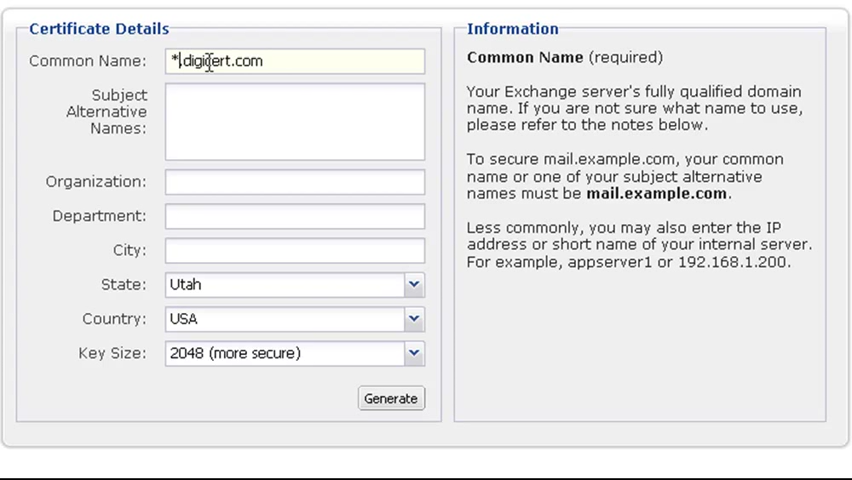 Certificate Details
Common Name: *.digicert.com
Subject
Alternative
Names:
Organization:
Department:
City:
State: Utah
Country: USA
Key Size: 2048 (more secure)
Generate
Information
Common Name (required)
Your Exchange server's fully qualified domain
name. If you are not sure what name to use,
please refer to the notes below.
To secure mail.example.com, your common
name or one of your subject alternative
names must be mail.example.com.
Less commonly, you may also enter the IP
address or short name of your internal server.
For example, appserver1 or 192.168.1.200.